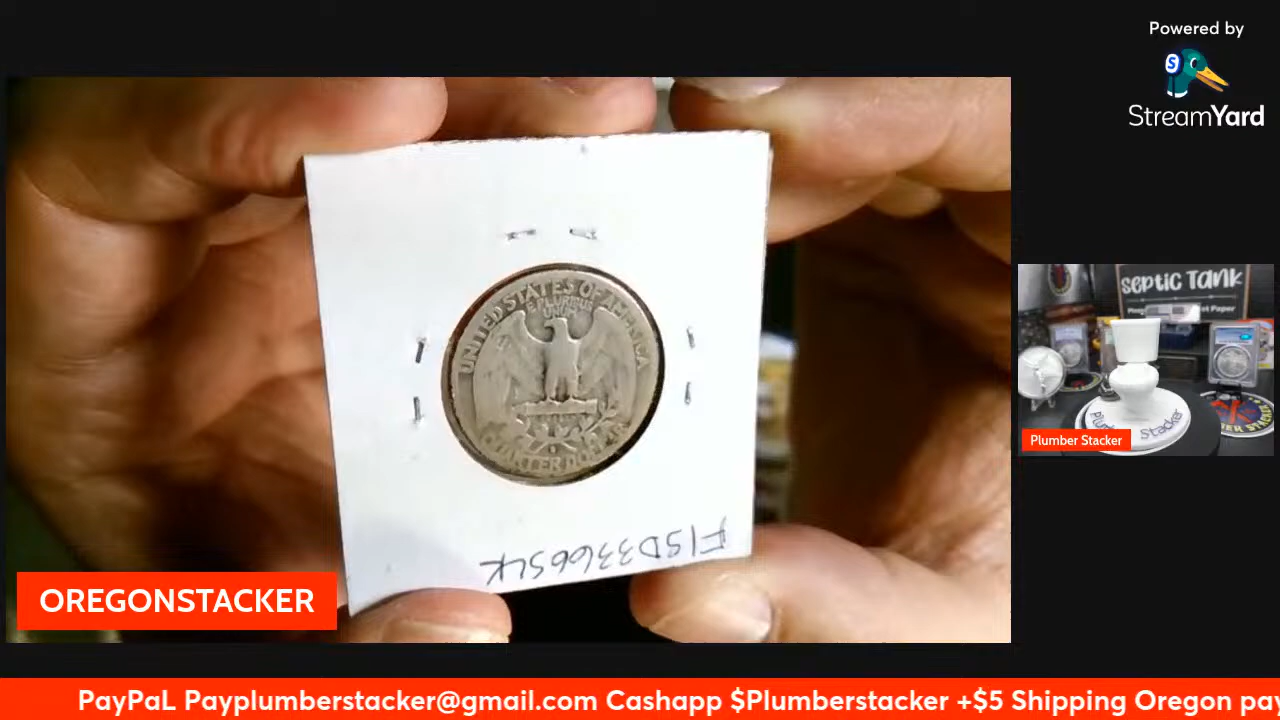 Powered by
StreamYard
UNITED STATES OF AMERICA
E PLURIBUS
UNUM
QUARTER DOLLAR
OREGONSTACKER
SEPTIC TANK
Plumber Stacker
PayPaL Payplumberstacker@gmail.com Cashapp $Plumberstacker +$5 Shipping Oregon pay